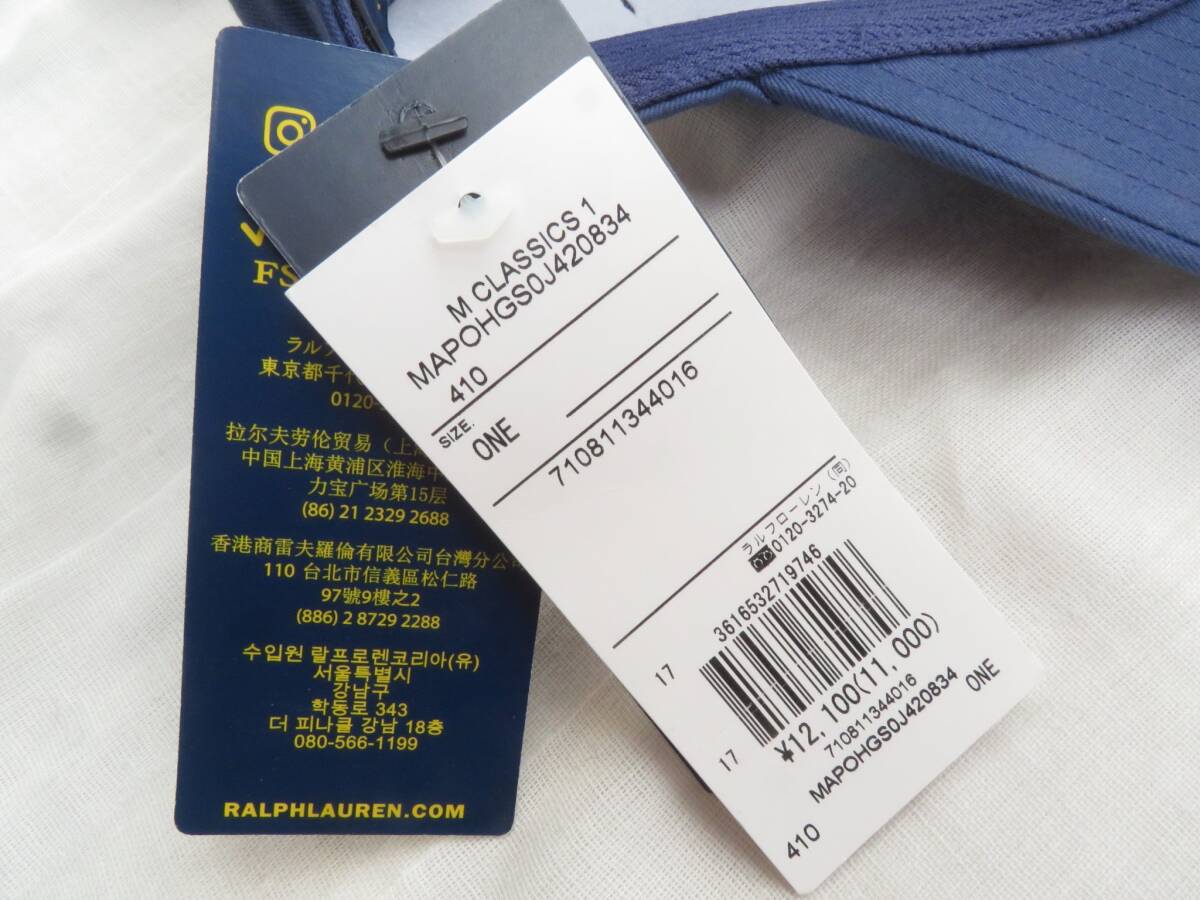 FS
ラル
東京都千代
0120-
拉尔夫劳伦贸易（上
中国上海黄浦区淮海中
力宝广场第15层
(86) 21 2329 2688
香港商雷夫羅倫有限公司台灣分公司
110 台北市信義區松仁路
97號9樓之2
(886) 2 8729 2288
수입원 랄프로렌코리아(유)
서울특별시
강남구
학동로 343
더 피나클 강남 18층
080-566-1199
RALPHLAUREN.COM
M CLASSICS 1
MAPOHGS0J420834
410
SIZE.
ONE
710811344016
ラルフローレン (同)
0120-3274-20
3616532719746
17
17
¥12,100(11,000)
710811344016
MAPOHGS0J420834
410
ONE